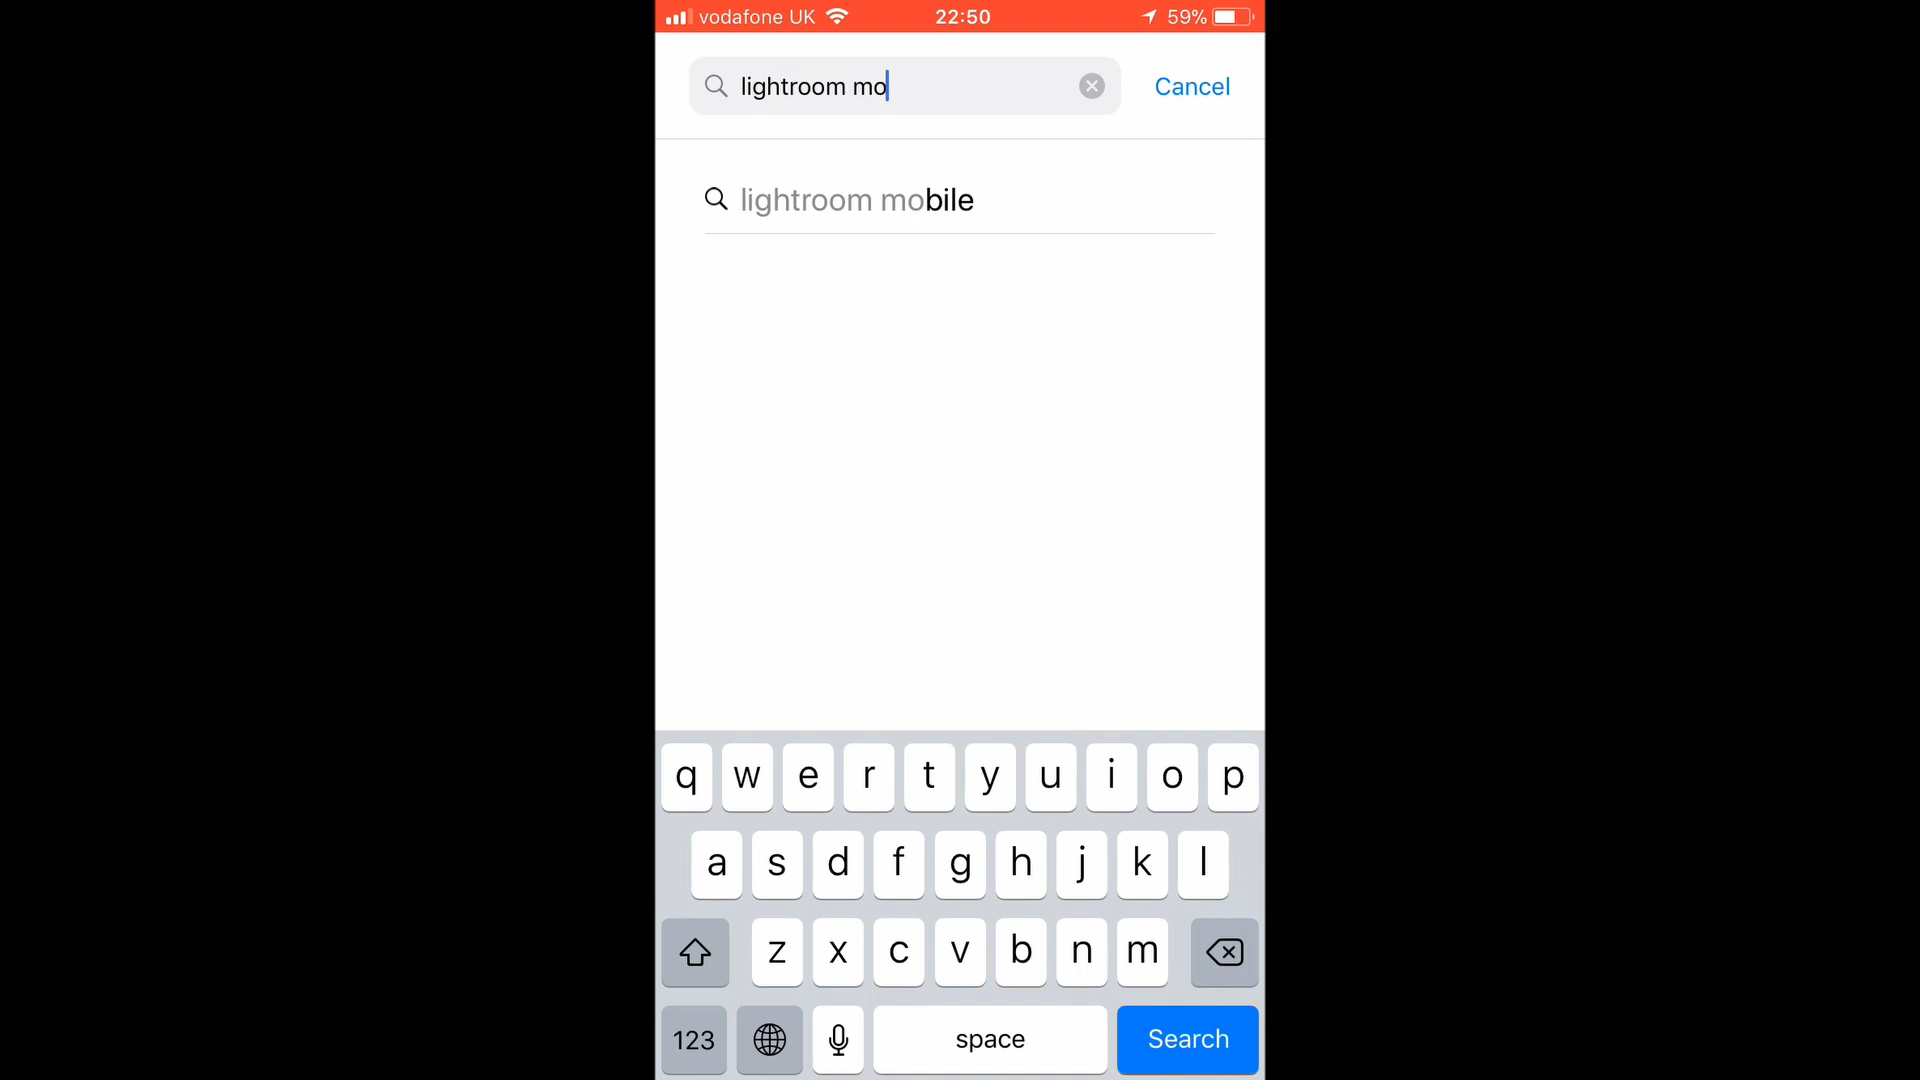 vodafone UK 22:50 59%
lightroom mo Cancel
lightroom mobile
q w e r t y u i o p
a s d f g h j k l
z x c v b n m
123 space Search